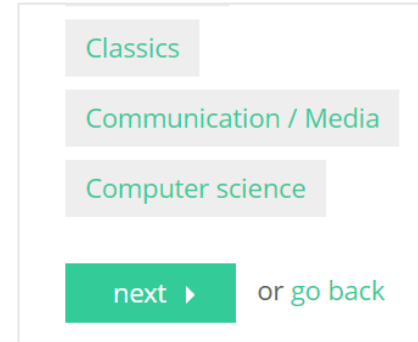 Classics
Communication / Media
Computer science
next or go back